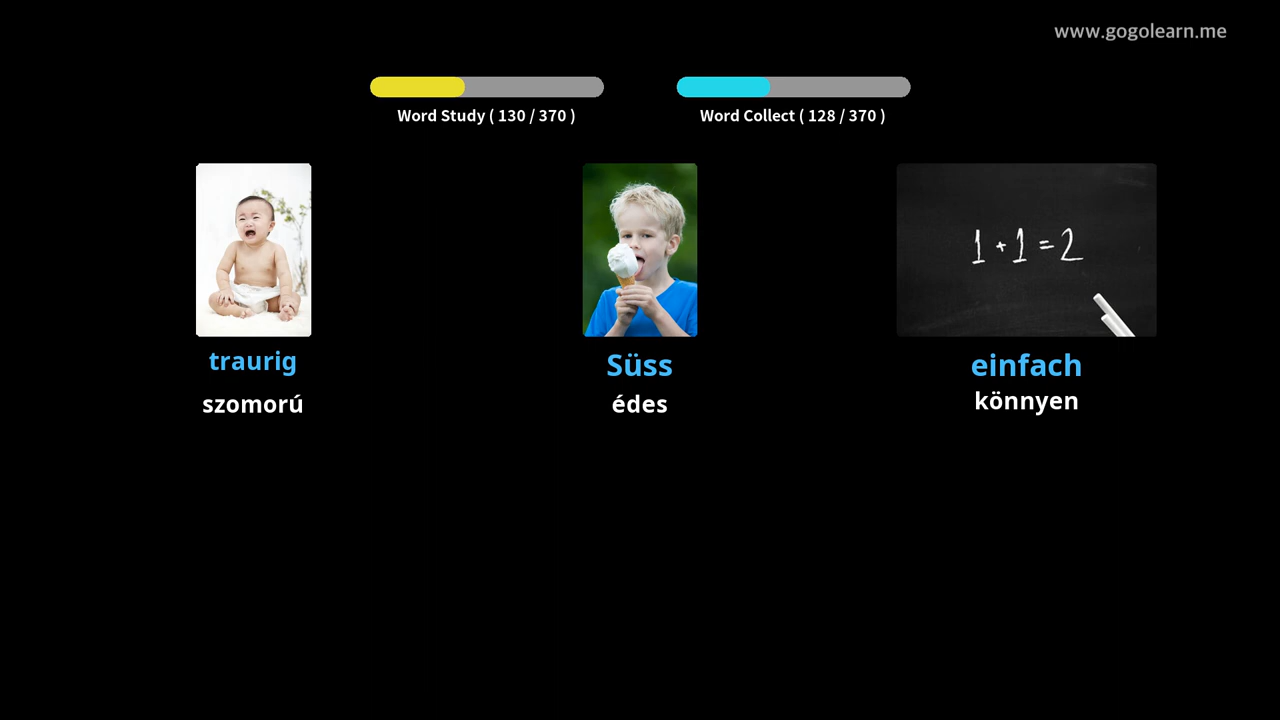 www.gogolearn.me
Word Study ( 130 / 370 )
Word Collect ( 128 / 370 )
1 + 1 = 2
traurig
szomorú
Süss
édes
einfach
könnyen